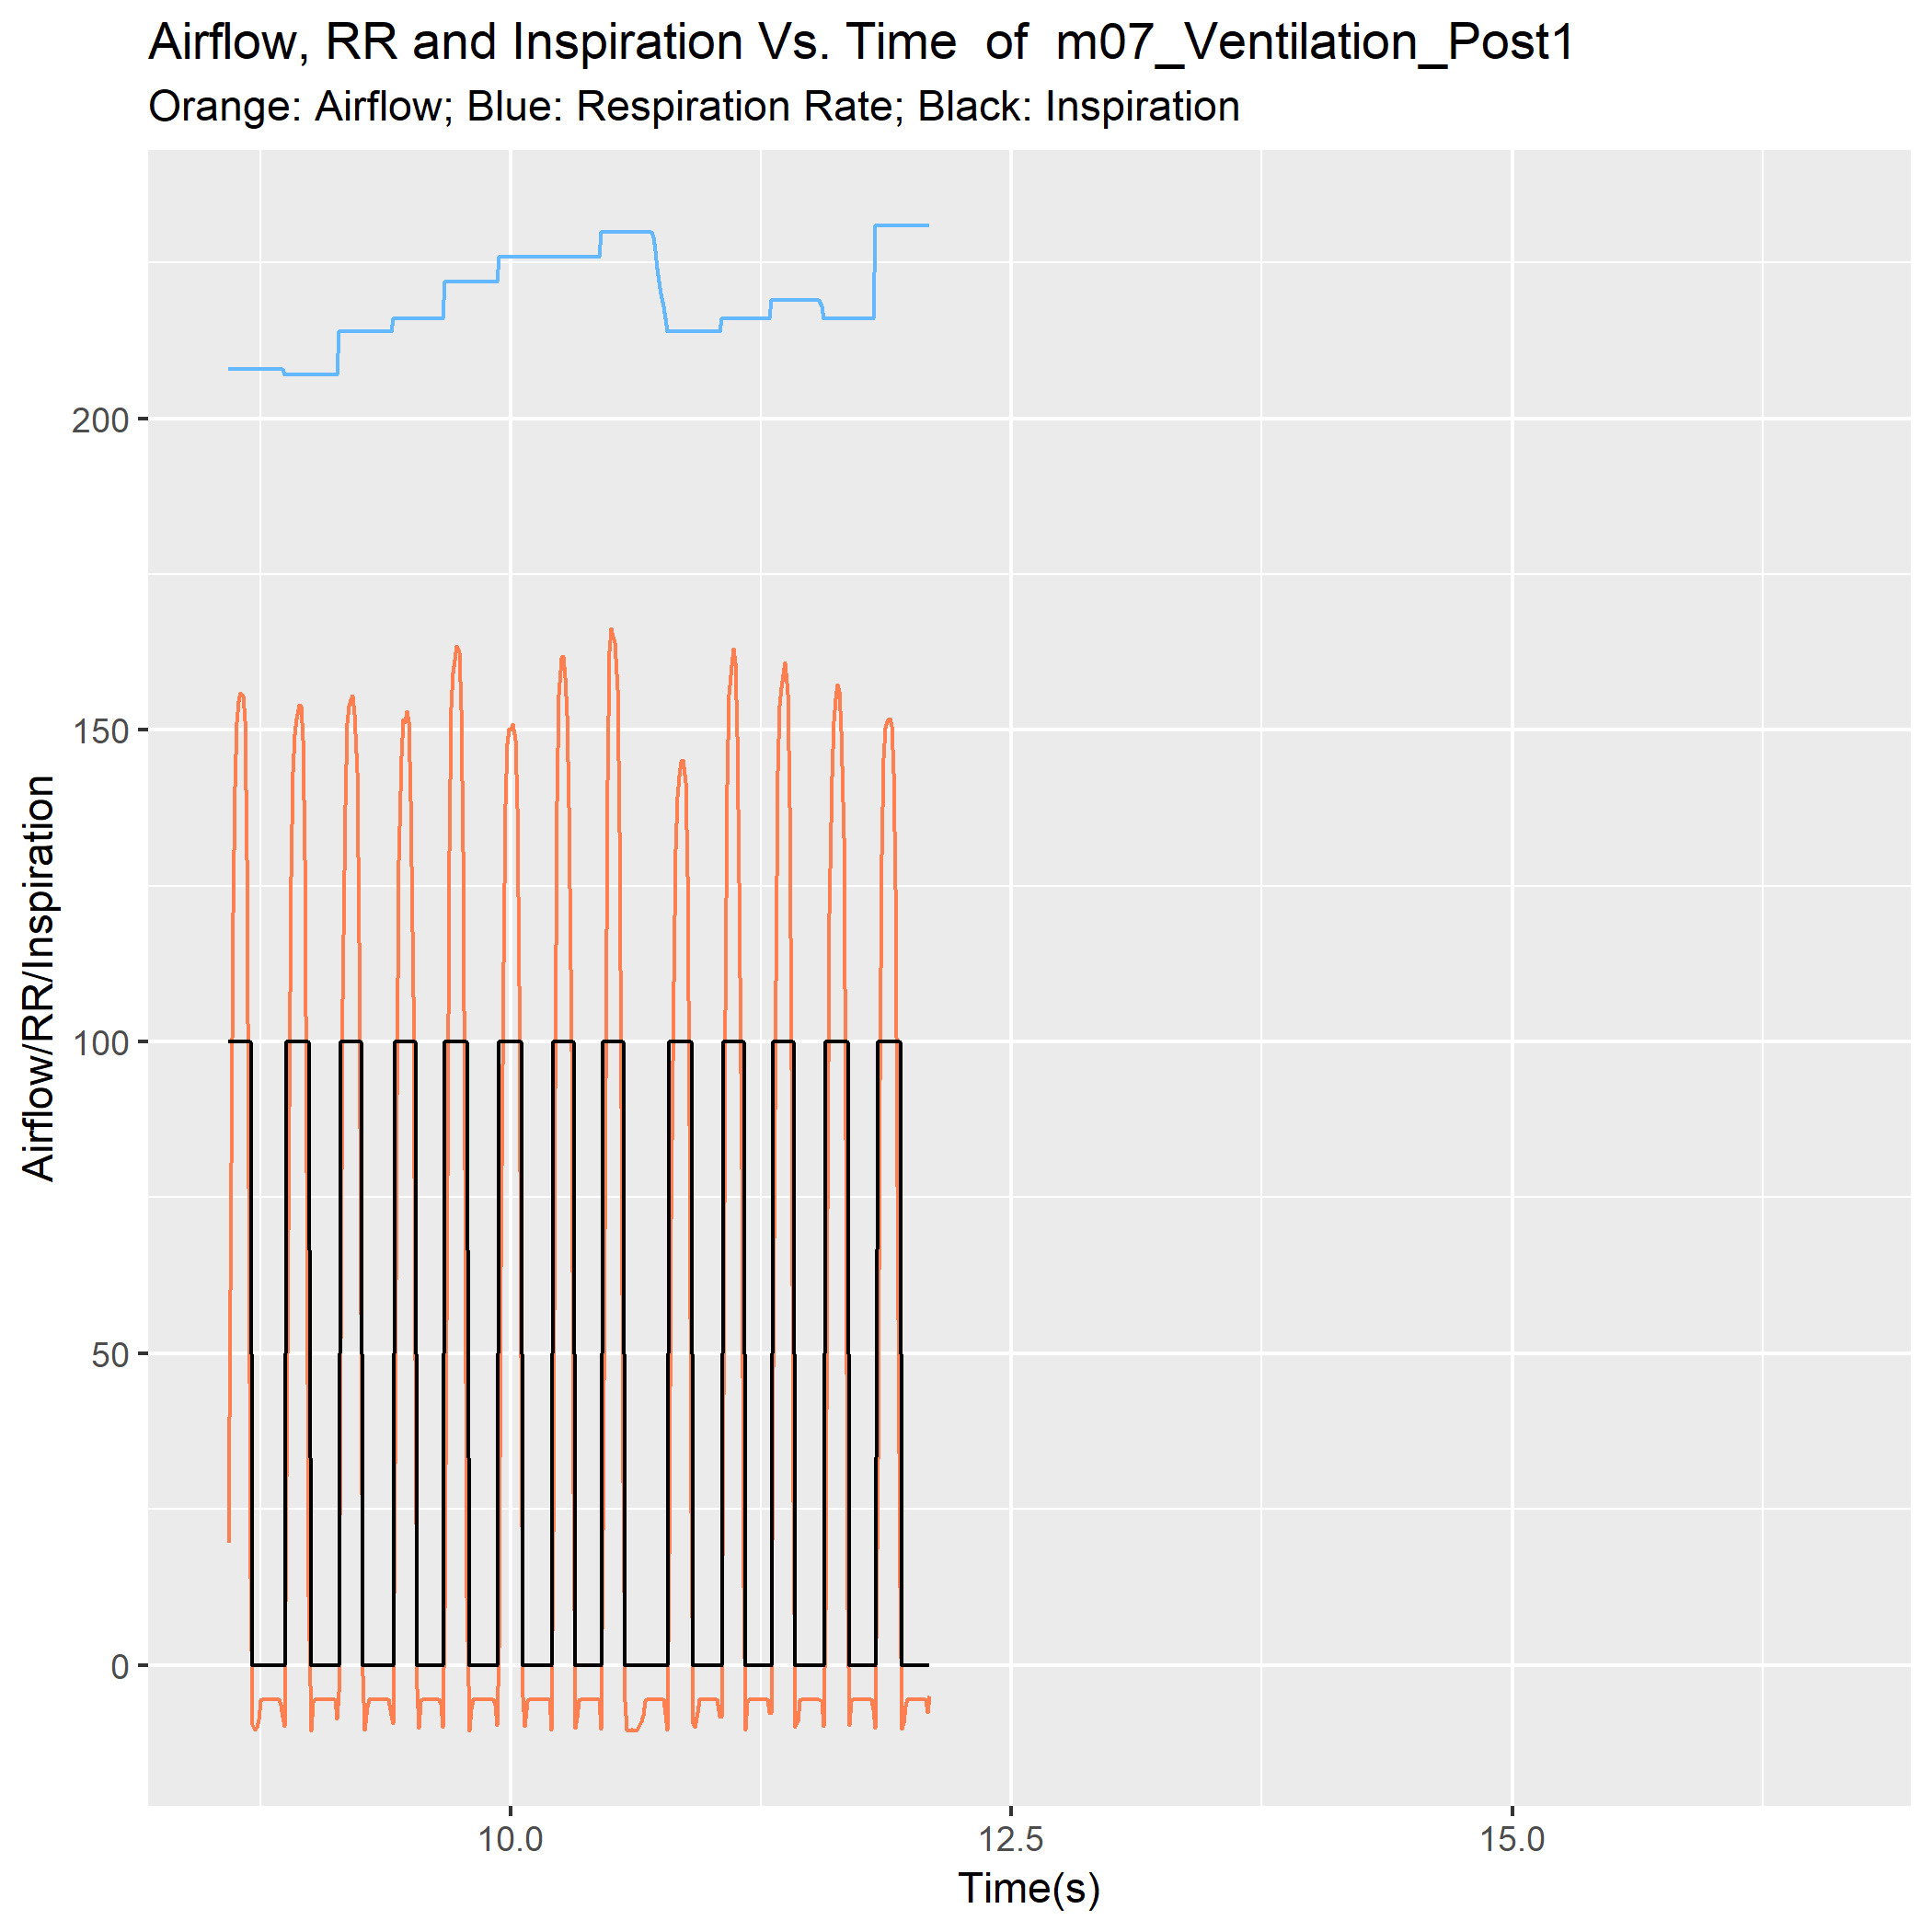 Airflow, RR and Inspiration Vs. Time  of  m07_Ventilation_Post1
Orange: Airflow; Blue: Respiration Rate; Black: Inspiration
Airflow/RR/Inspiration
200
150
100
50
0
10.0
12.5
15.0
Time(s)